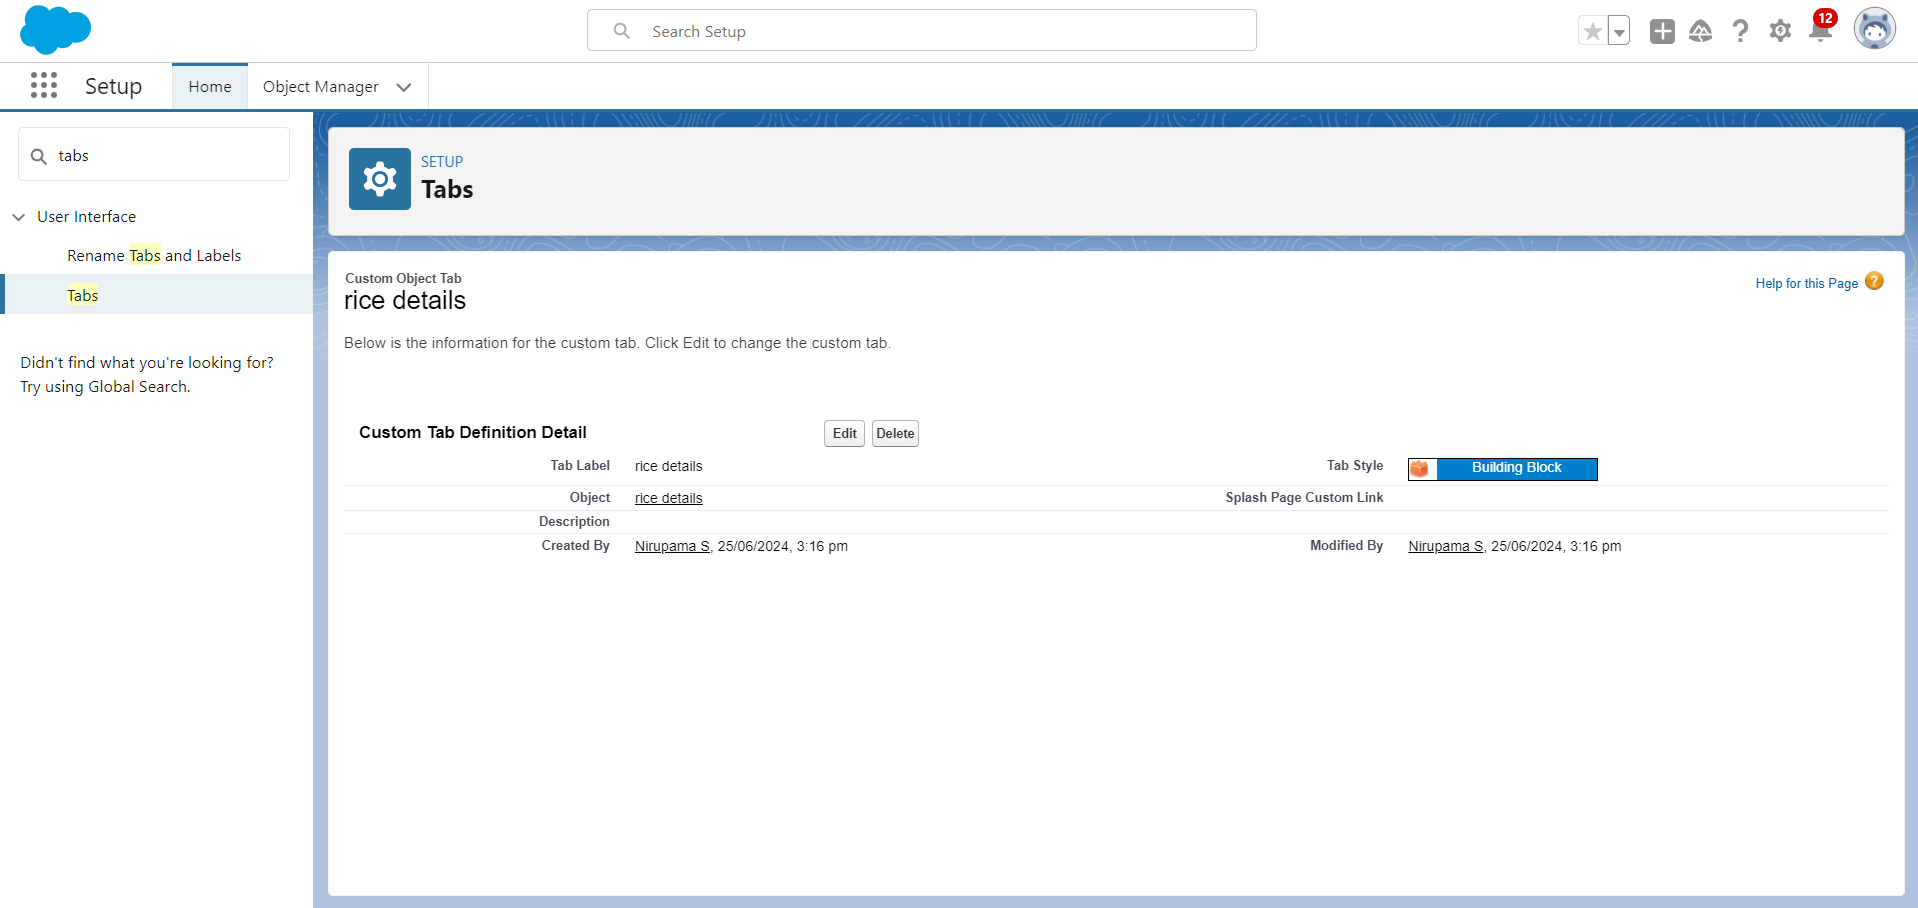 Search Setup
12
Setup
Home
Object Manager
tabs
User Interface
Rename Tabs and Labels
Tabs
Didn't find what you're looking for?
Try using Global Search.
SETUP
Tabs
Custom Object Tab
rice details
Help for this Page ?
Below is the information for the custom tab. Click Edit to change the custom tab.
Custom Tab Definition Detail
Edit
Delete
Tab Label rice details
Tab Style Building Block
Object rice details
Splash Page Custom Link
Description
Created By Nirupama S, 25/06/2024, 3:16 pm
Modified By Nirupama S, 25/06/2024, 3:16 pm